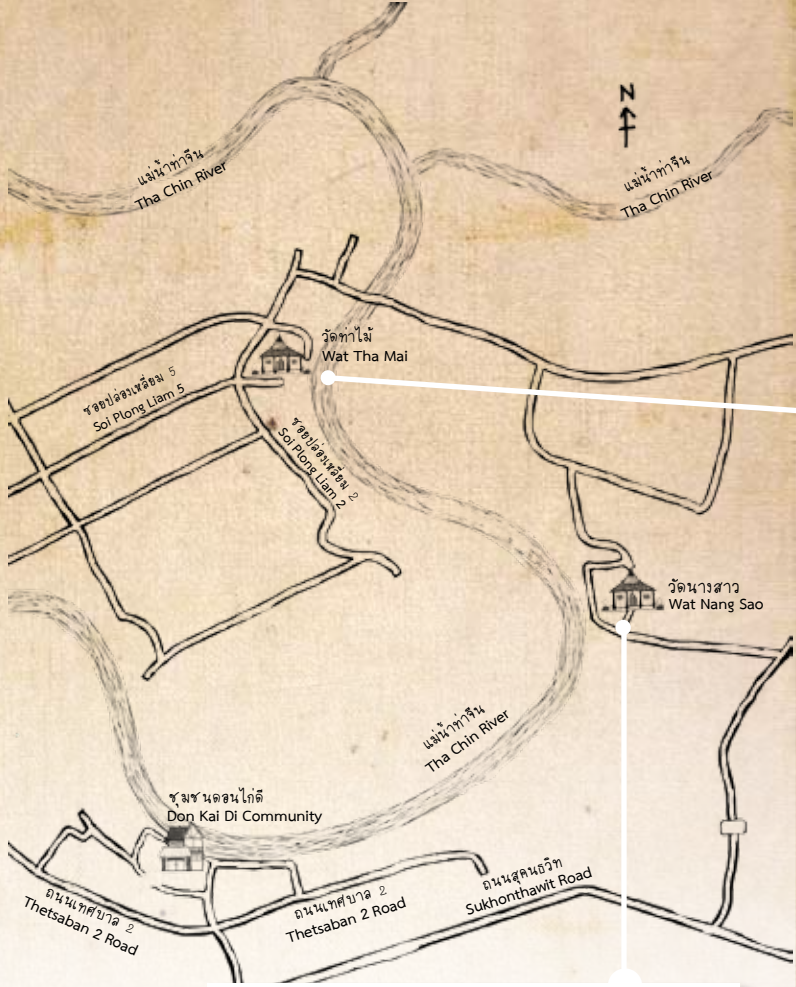 N
แม่น้ำท่าจีน
Tha Chin River
แม่น้ำท่าจีน
Tha Chin River
วัดท่าไม้
Wat Tha Mai
ซอยปล่องเหลี่ยม 5
Soi Plong Liam 5
ซอยปล่องเหลี่ยม 2
Soi Plong Liam 2
วัดนางสาว
Wat Nang Sao
แม่น้ำท่าจีน
Tha Chin River
ชุมชนดอนไก่ดี
Don Kai Di Community
ถนนเทศบาล 2
Thetsaban 2 Road
ถนนเทศบาล 2
Thetsaban 2 Road
ถนนสุคนธวิท
Sukhonthawit Road